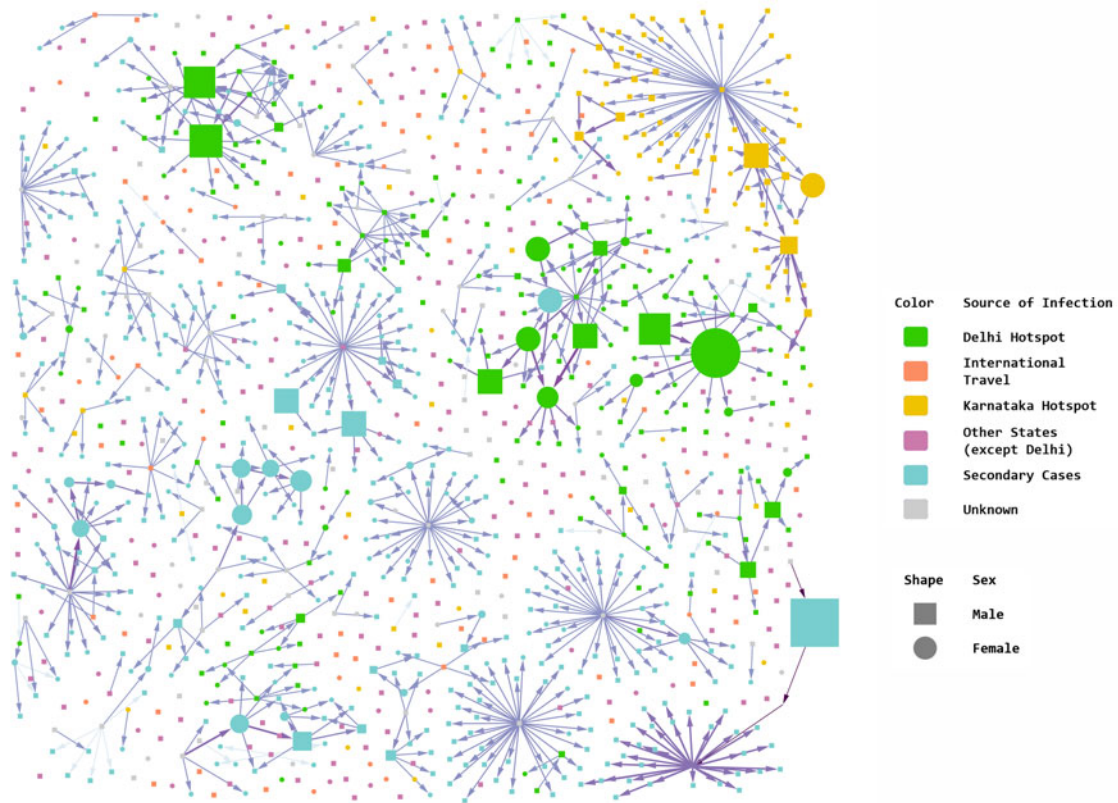 Color Source of Infection
Delhi Hotspot
International
Travel
Karnataka Hotspot
Other States
(except Delhi)
Secondary Cases
Unknown
Shape Sex
Male
Female